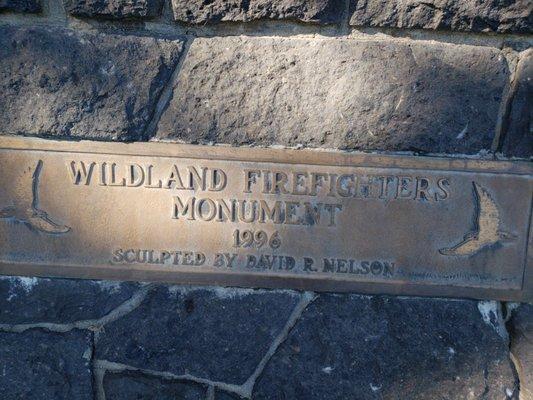 WILDLAND FIREFIGHTERS
MONUMENT
1996
SCULPTED BY DAVID R. NELSON